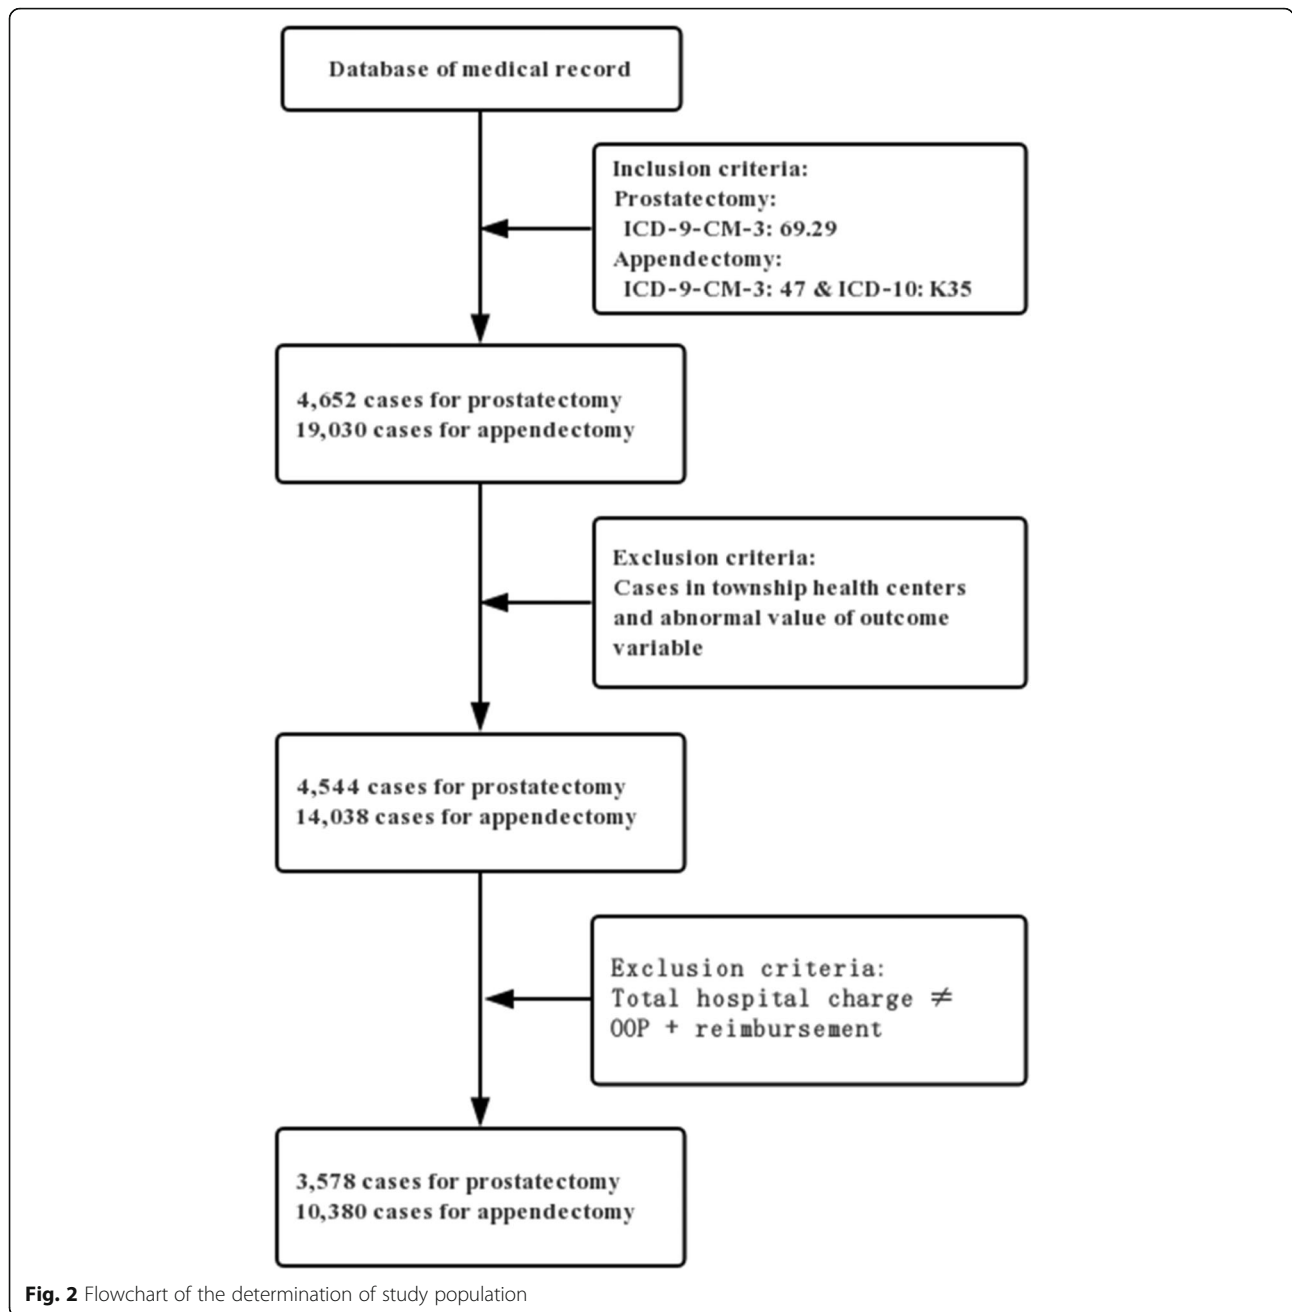 Database of medical record
Inclusion criteria:
Prostatectomy:
ICD-9-CM-3: 69.29
Appendectomy:
ICD-9-CM-3: 47 & ICD-10: K35
4,652 cases for prostatectomy
19,030 cases for appendectomy
Exclusion criteria:
Cases in township health centers
and abnormal value of outcome
variable
4,544 cases for prostatectomy
14,038 cases for appendectomy
Exclusion criteria:
Total hospital charge ≠
OOP + reimbursement
3,578 cases for prostatectomy
10,380 cases for appendectomy
Fig. 2 Flowchart of the determination of study population